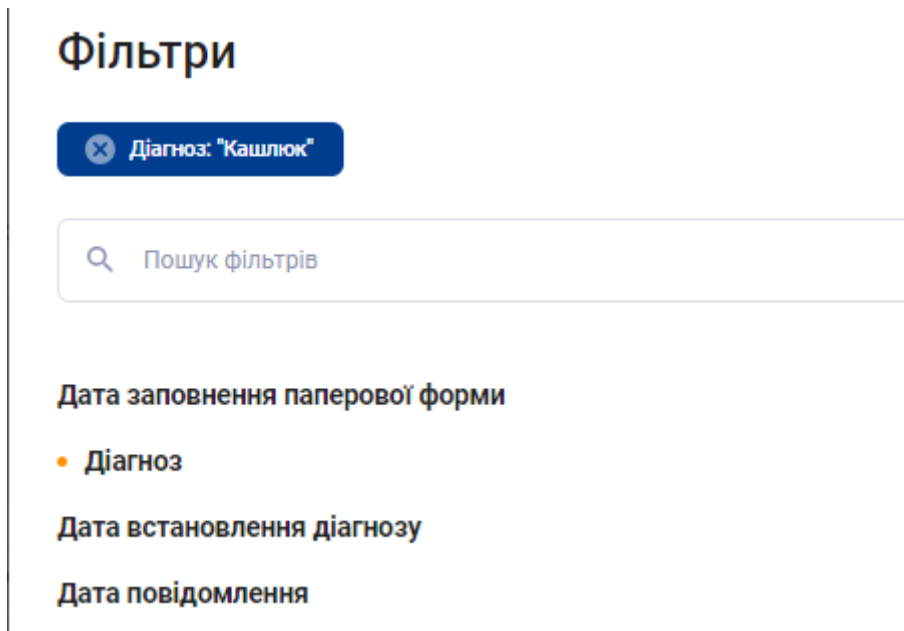 Фільтри
Діагноз: "Кашлюк"
Пошук фільтрів
Дата заповнення паперової форми
Діагноз
Дата встановлення діагнозу
Дата повідомлення